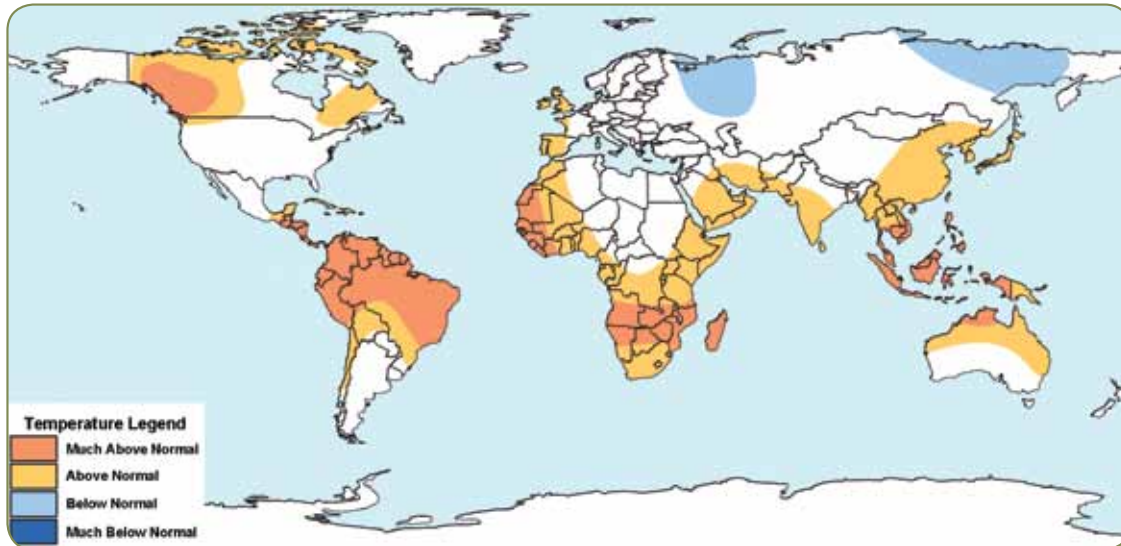 Temperature Legend
Much Above Normal
Above Normal
Below Normal
Much Below Normal